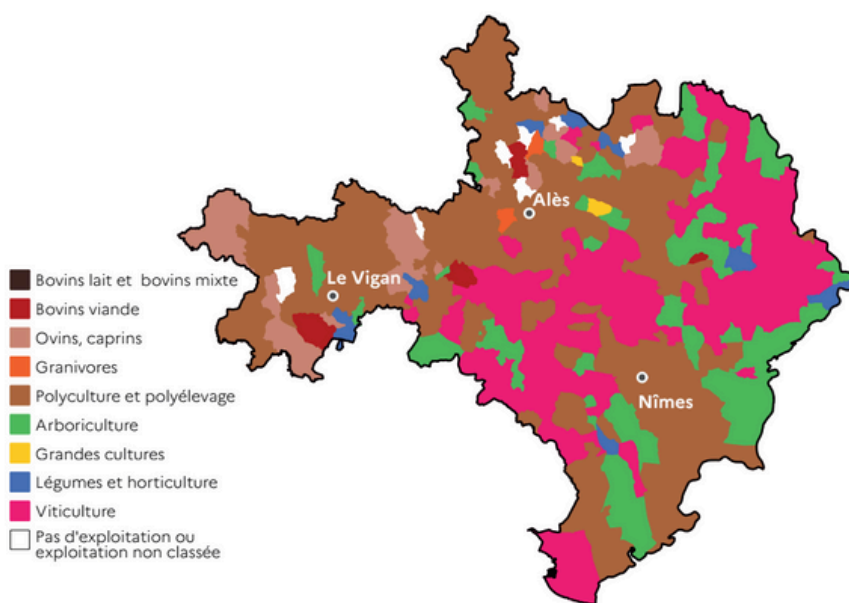 Alès
Le Vigan
Nîmes
Bovins lait et bovins mixte
Bovins viande
Ovins, caprins
Granivores
Polyculture et polyélevage
Arboriculture
Grandes cultures
Légumes et horticulture
Viticulture
Pas d'exploitation ou
exploitation non classée